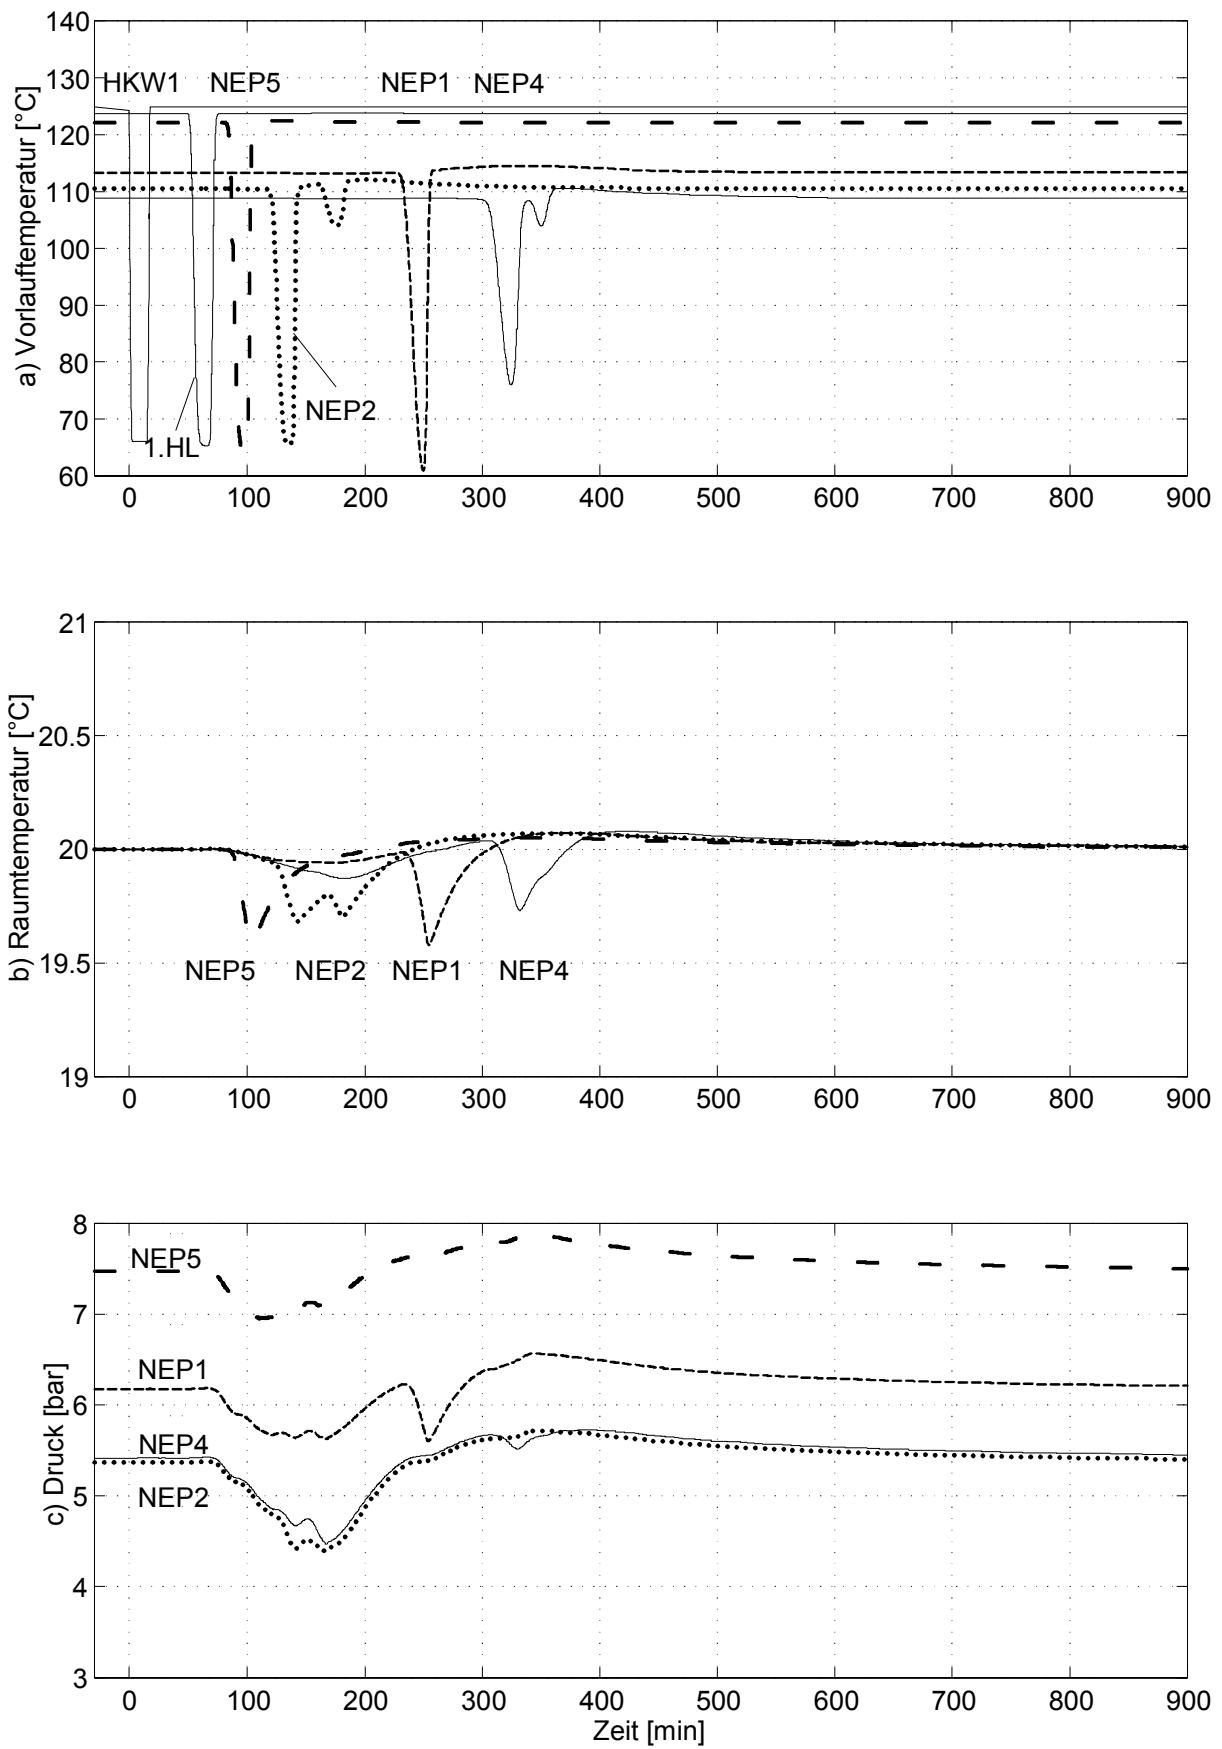 140
130
HKW1 NEP5 NEP1 NEP4
120
110
100
90
80
NEP2
70
1.HL
60
0 100 200 300 400 500 600 700 800 900
a) Vorlauftemperatur [°C]
21
20.5
20
19.5
NEP5 NEP2 NEP1 NEP4
19
0 100 200 300 400 500 600 700 800 900
b) Raumtemperatur [°C]
8
NEP5
7
NEP1
6
NEP4
NEP2
5
4
3
0 100 200 300 400 500 600 700 800 900
c) Druck [bar]
Zeit [min]